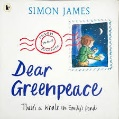 SIMON JAMES
Dear
Greenpeace
There's a whale in Emily's pond!